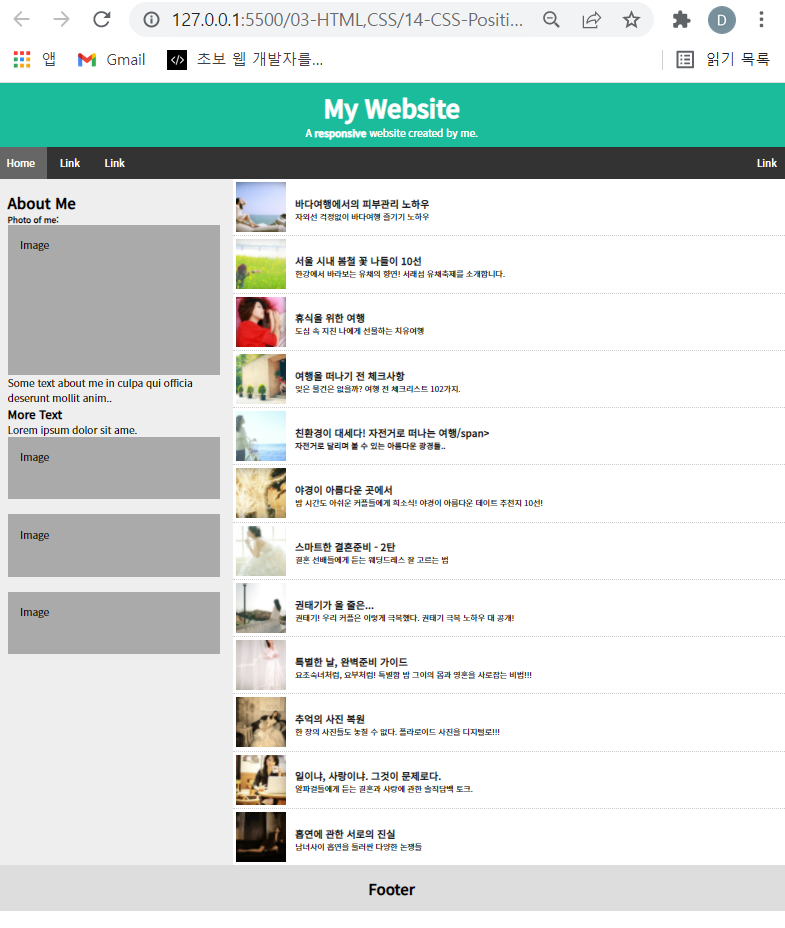 127.0.0.1:5500/03-HTML,CSS/14-CSS-Positi...
D
앱 Gmail 초보 웹 개발자를... 읽기 목록
My Website
A responsive website created by me.
Home Link Link Link
About Me
Photo of me:
Image
Some text about me in culpa qui officia
deserunt mollit anim..
More Text
Lorem ipsum dolor sit ame.
Image
Image
Image
바다여행에서의 피부관리 노하우
자외선 걱정없이 바다여행 즐기기 노하우
서울 시내 봄철 꽃 나들이 10선
한강에서 바라보는 유채의 향연! 서래섬 유채축제를 소개합니다.
휴식을 위한 여행
도심 속 지친 나에게 선물하는 치유여행
여행을 떠나기 전 체크사항
잊은 물건은 없을까? 여행 전 체크리스트 102가지.
친환경이 대세다! 자전거로 떠나는 여행/span>
자전거로 달리며 볼 수 있는 아름다운 광경들..
야경이 아름다운 곳에서
밤 시간도 아쉬운 커플들에게 희소식! 야경이 아름다운 데이트 추천지 10선!
스마트한 결혼준비 - 2탄
결혼 선배들에게 듣는 웨딩드레스 잘 고르는 법
권태기가 올 줄은...
권태기! 우리 커플은 이렇게 극복했다. 권태기 극복 노하우 대 공개!
특별한 날, 완벽준비 가이드
요조숙녀처럼, 요부처럼! 특별함 밤 그이의 몸과 영혼을 사로잡는 비법!!!
추억의 사진 복원
한 장의 사진들도 놓칠 수 없다. 플라로이드 사진을 디지털로!!!
일이냐, 사랑이냐. 그것이 문제로다.
알파걸들에게 듣는 결혼과 사랑에 관한 솔직담백 토크.
흡연에 관한 서로의 진실
남녀사이 흡연을 둘러싼 다양한 논쟁들
Footer